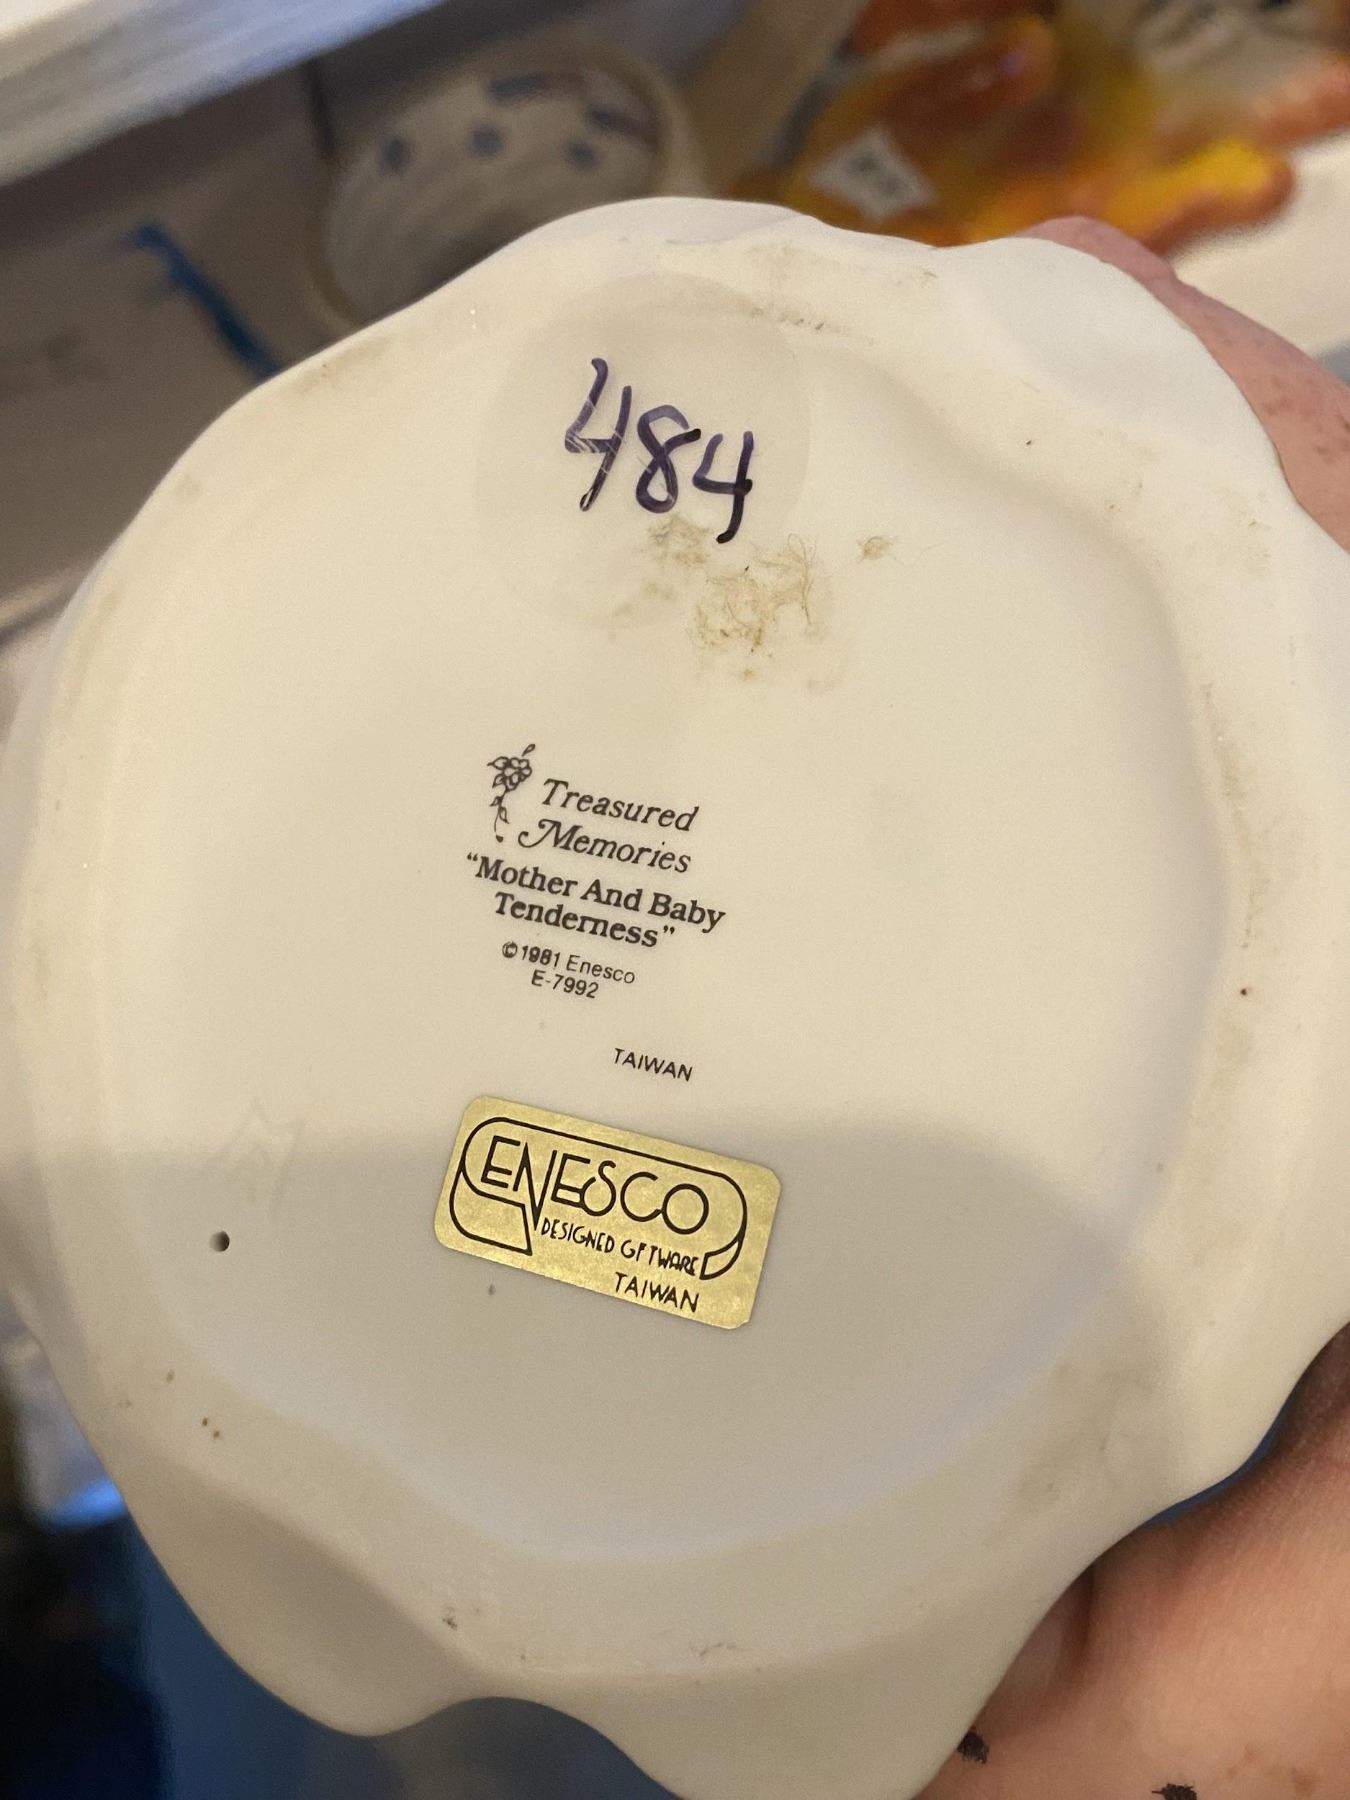 484
Treasured
Memories
“Mother And Baby
Tenderness”
©1981 Enesco
E-7992
TAIWAN
ENESCO
DESIGNED GIFTWARE
TAIWAN